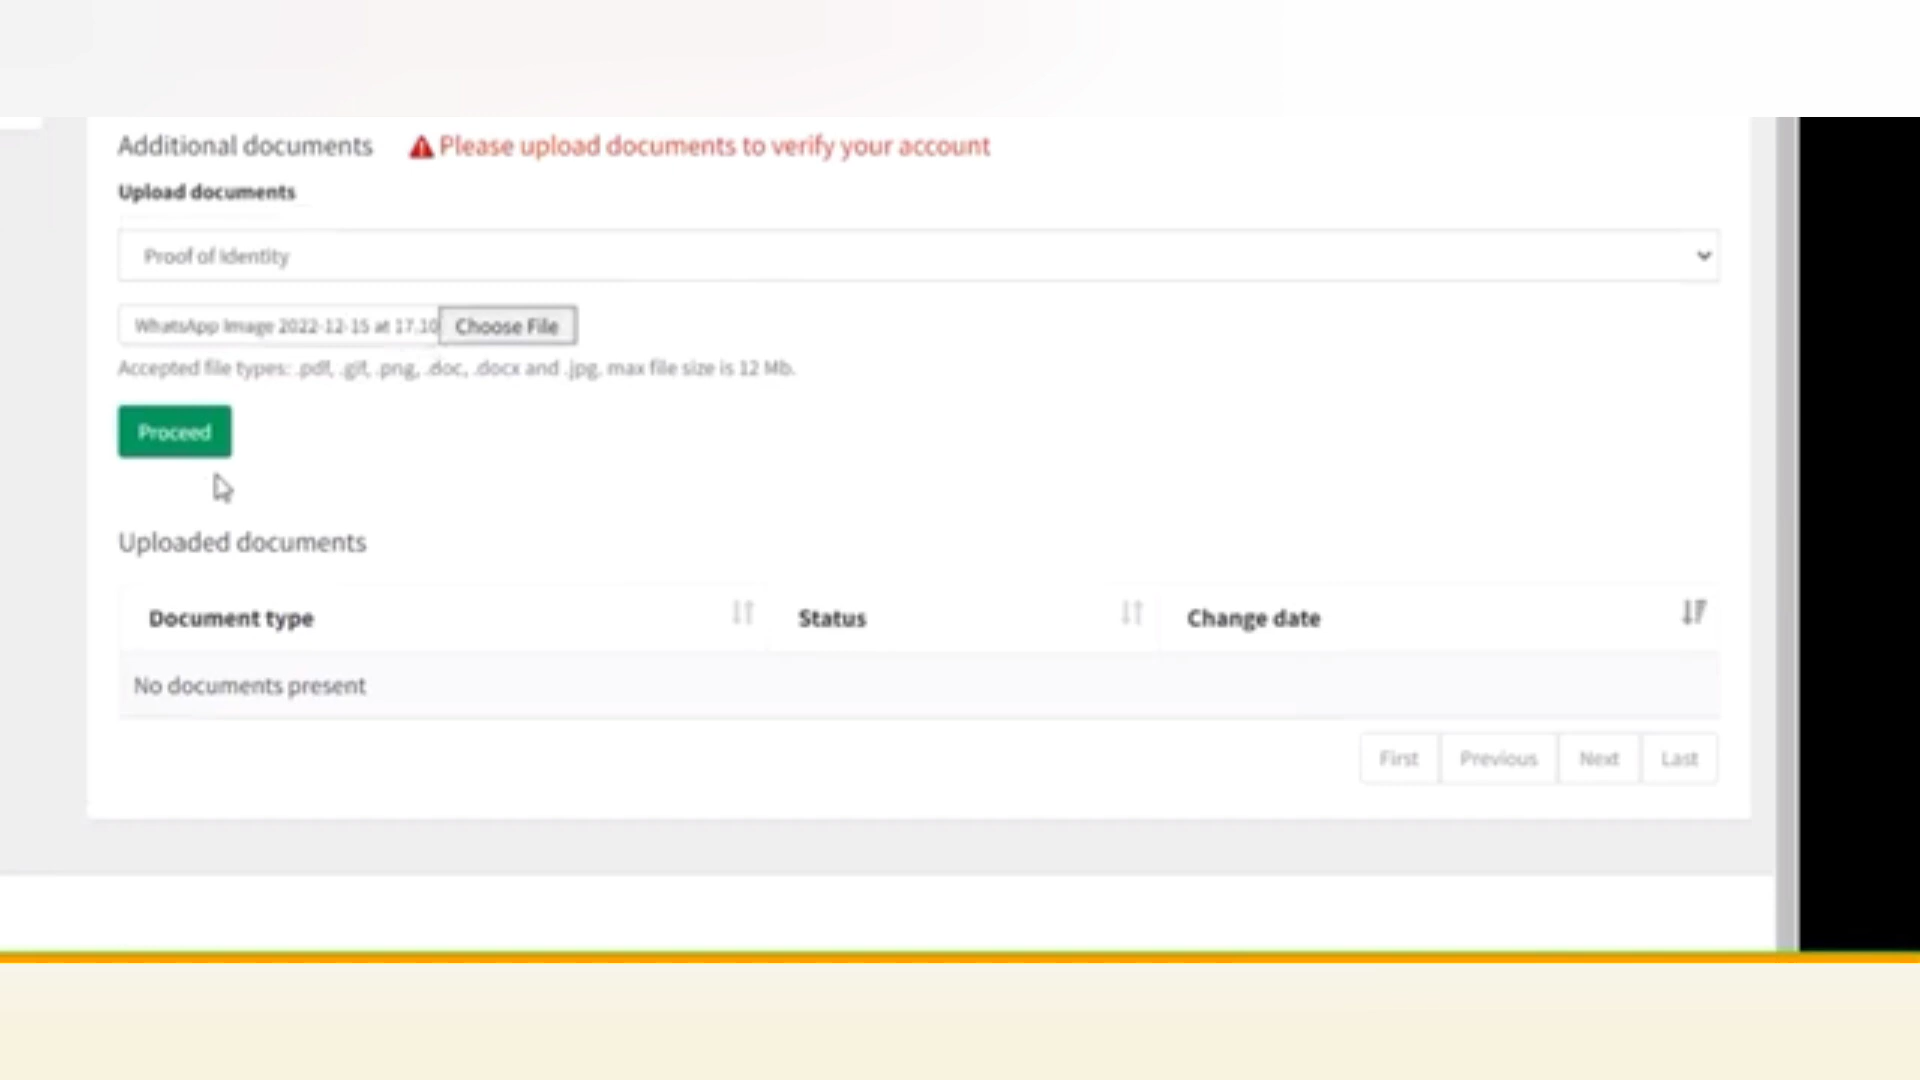 Additional documents Please upload documents to verify your account
Upload documents
Proof of Identity
WhatsApp Image 2022-12-15 at 17.10 Choose File
Accepted file types: .pdf, .gif, .png, .doc, .docx and .jpg, max file size is 12 Mb.
Proceed
Uploaded documents
Document type Status Change date
No documents present
First Previous Next Last